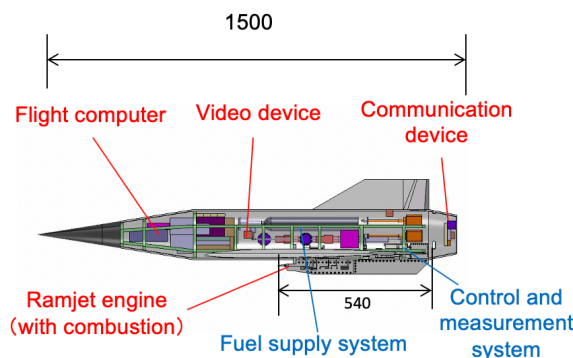 1500
Flight computer
Video device
Communication
device
Ramjet engine
(with combustion)
540
Fuel supply system
Control and
measurement
system